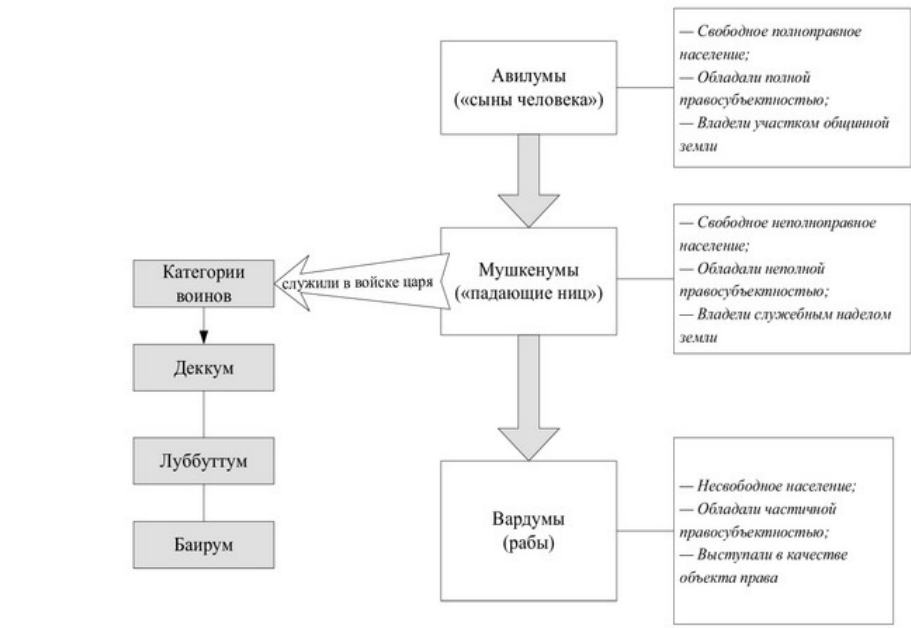 Авилумы
(«сыны человека»)
— Свободное полноправное
население;
— Обладали полной
правосубъектностью;
— Владели участком общинной
земли
Мушкенумы
(«падающие ниц»)
— Свободное неполноправное
население;
— Обладали неполной
правосубъектностью;
— Владели служебным наделом
земли
служили в войске царя
Категории
воинов
Деккум
Луббуттум
Баирум
Вардумы
(рабы)
— Несвободное население;
— Обладали частичной
правосубъектностью;
— Выступали в качестве
объекта права